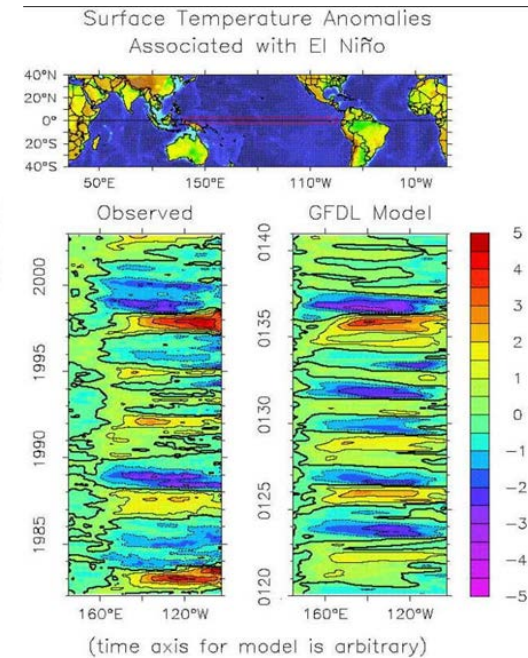 Surface Temperature Anomalies
Associated with El Niño
40°N
20°N
0°
20°S
40°S
50°E 150°E 110°W 10°W
Observed GFDL Model
2000
1995
1990
1985
0140
0135
0130
0125
0120
5
4
3
2
1
0
-1
-2
-3
-4
-5
160°E 120°W 160°E 120°W
(time axis for model is arbitrary)